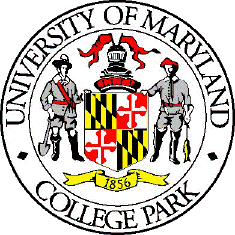 UNIVERSITY OF MARYLAND
1856
COLLEGE PARK